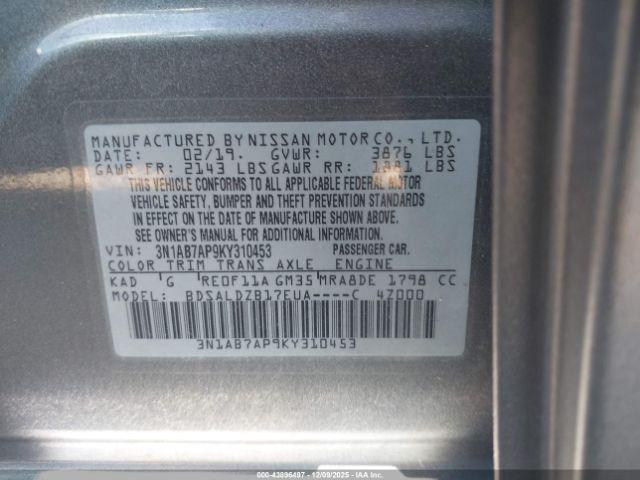 MANUFACTURED BY NISSAN MOTOR CO., LTD.
DATE: 02/19. GVWR: 3876 LBS
GAWR FR: 2143 LBS GAWR RR: 1881 LBS
THIS VEHICLE CONFORMS TO ALL APPLICABLE FEDERAL MOTOR
VEHICLE SAFETY, BUMPER AND THEFT PREVENTION STANDARDS
IN EFFECT ON THE DATE OF MANUFACTURE SHOWN ABOVE.
SEE OWNER'S MANUAL FOR ADDITIONAL INFORMATION.
VIN: 3N1AB7AP9KY310453 PASSENGER CAR.
COLOR TRIM TRANS AXLE ENGINE
KAD G RE0F11A GM35 MRA8DE 1798 CC
MODEL: BDSALDZB17EUA----C 4Z000
3N1AB7AP9KY310453
000-43896497 - 12/09/2025 - IAA Inc.